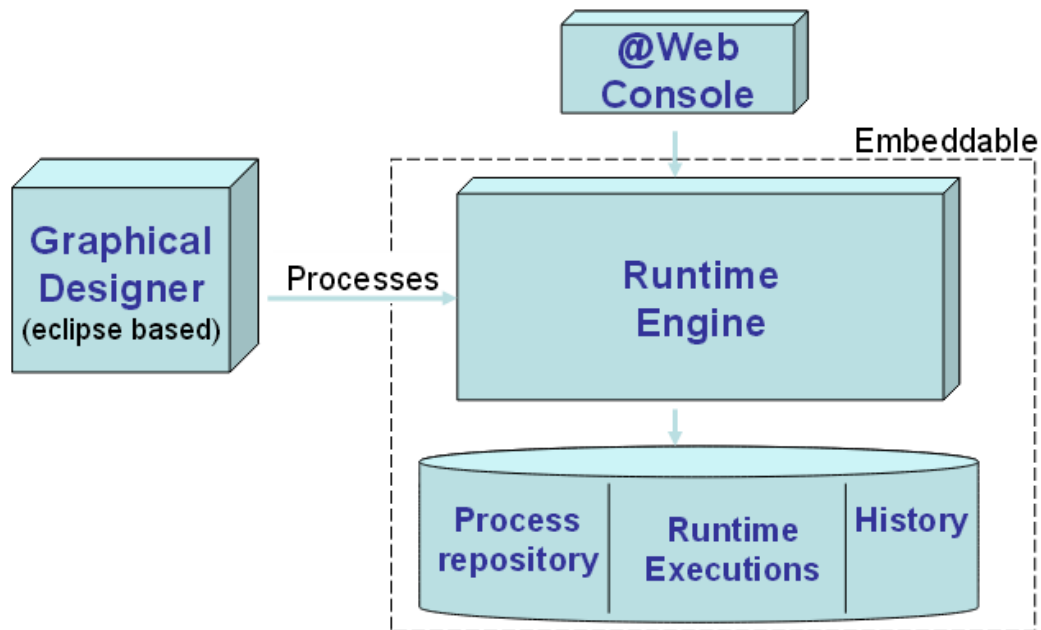 @Web
Console
Embeddable
Graphical
Designer
(eclipse based)
Processes
Runtime
Engine
Process
repository
Runtime
Executions
History